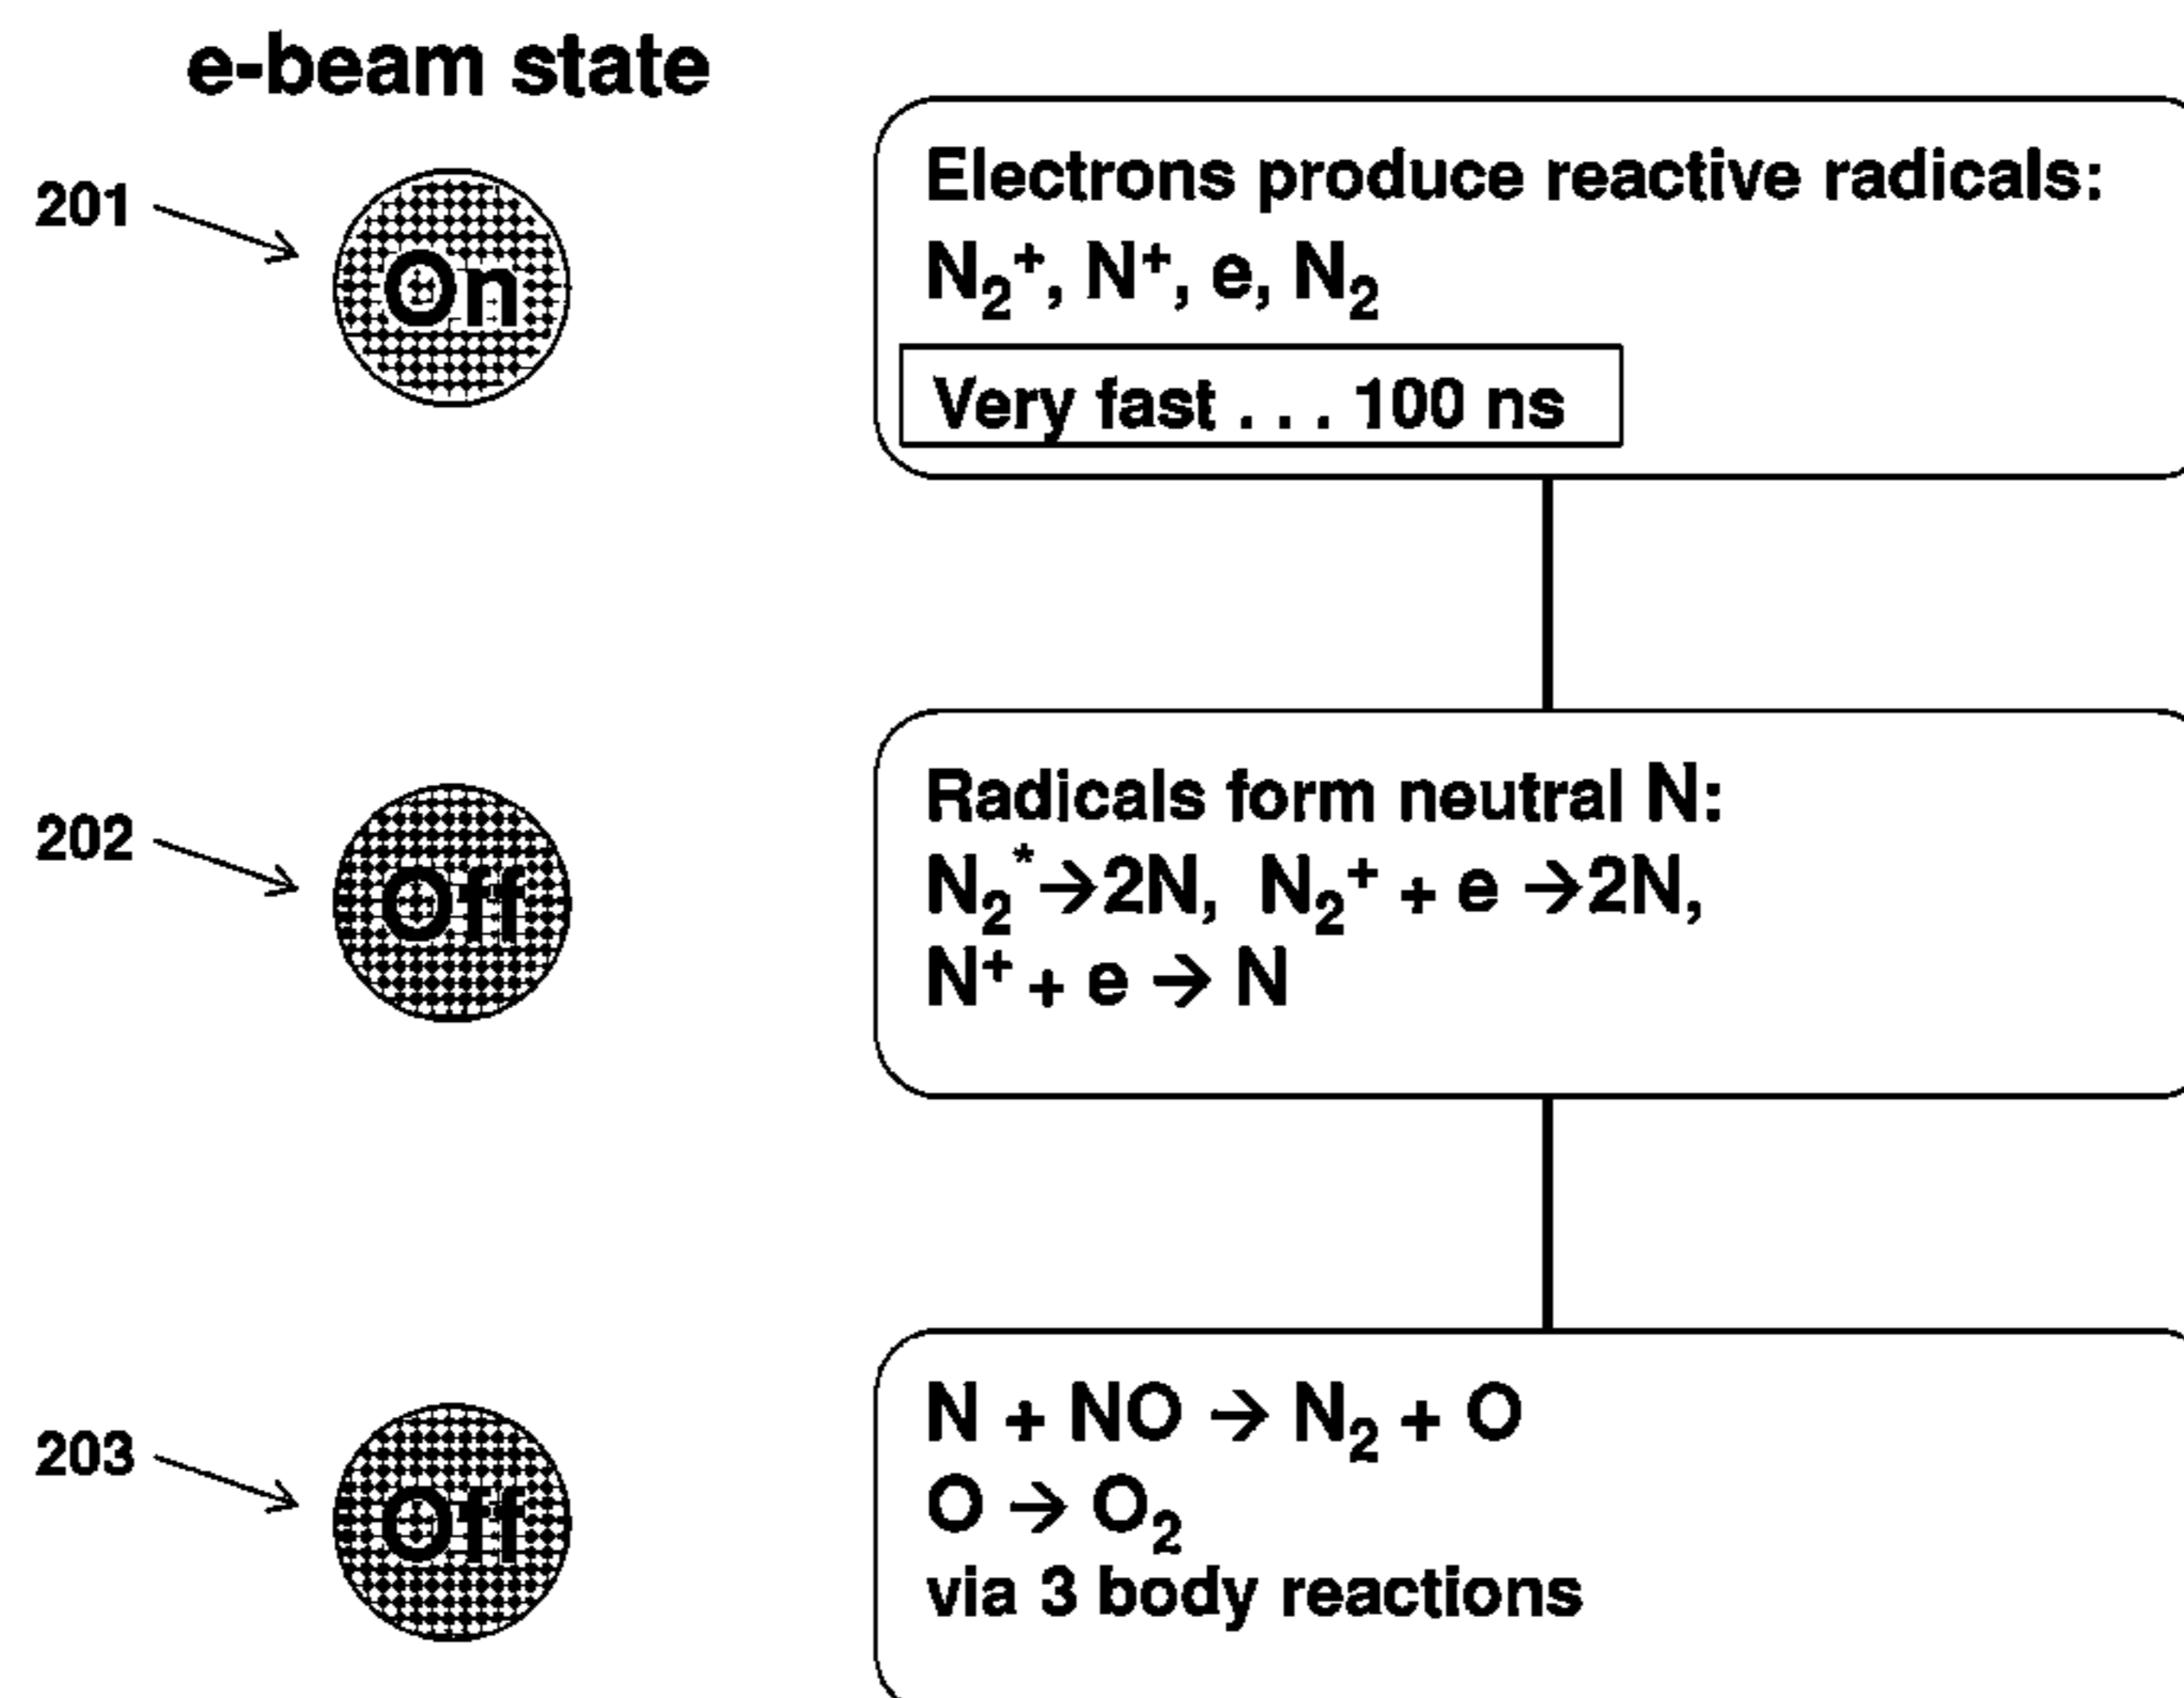 e-beam state
201
On
Electrons produce reactive radicals:
N₂⁺, N⁺, e, N₂
Very fast . . . 100 ns
202
Off
Radicals form neutral N:
N₂*→2N, N₂⁺ + e →2N,
N⁺ + e → N
203
Off
N + NO → N₂ + O
O → O₂
via 3 body reactions